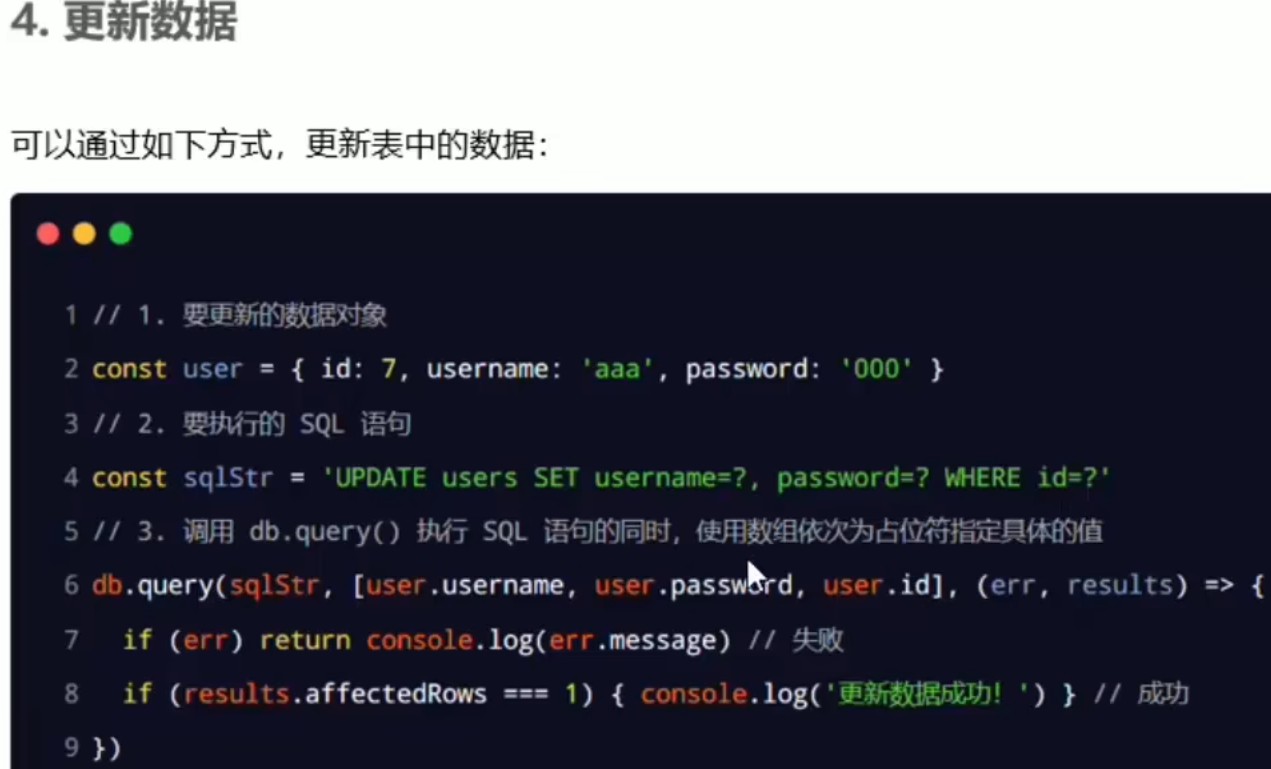 4. 更新数据
可以通过如下方式，更新表中的数据：
1 // 1. 要更新的数据对象
2 const user = { id: 7, username: 'aaa', password: '000' }
3 // 2. 要执行的 SQL 语句
4 const sqlStr = 'UPDATE users SET username=?, password=? WHERE id=?'
5 // 3. 调用 db.query() 执行 SQL 语句的同时，使用数组依次为占位符指定具体的值
6 db.query(sqlStr, [user.username, user.password, user.id], (err, results) => {
7   if (err) return console.log(err.message) // 失败
8   if (results.affectedRows === 1) { console.log('更新数据成功！') } // 成功
9 })